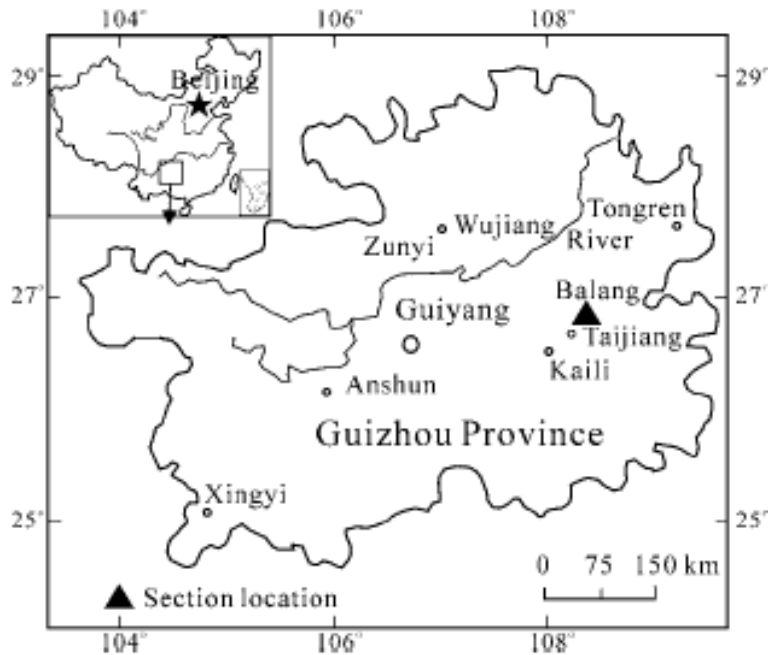 104° 106° 108°
29° 29°
Beijing
Tongren
Wujiang
Zunyi River
27° 27°
Balang
Guiyang
Taijiang
Kaili
Anshun
Guizhou Province
Xingyi
25° 25°
0 75 150 km
Section location
104° 106° 108°